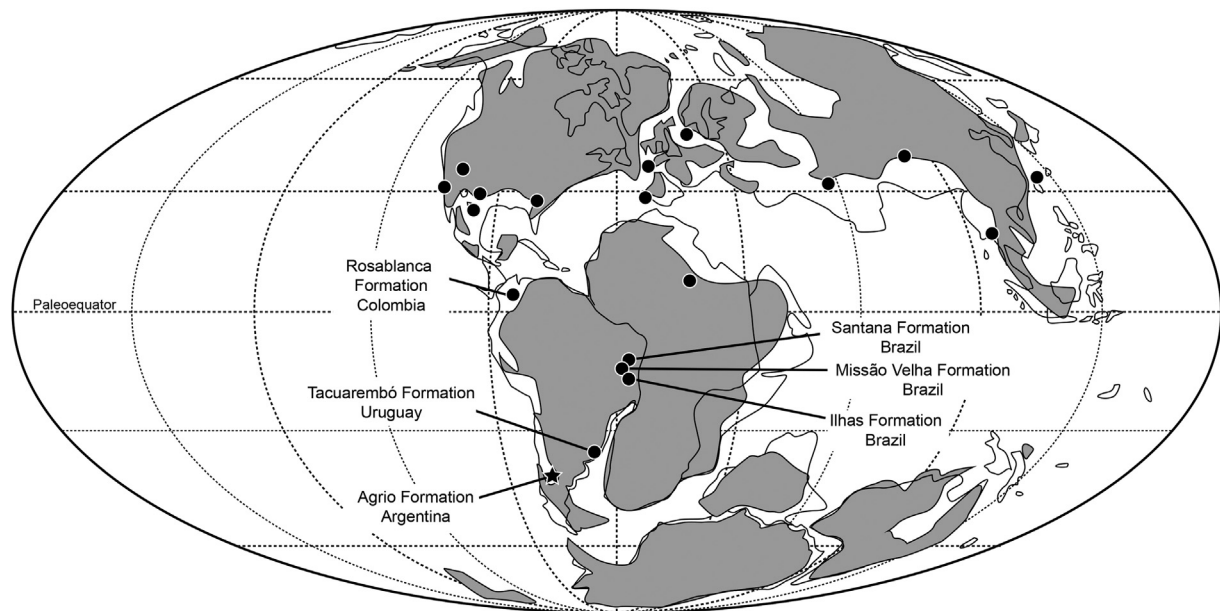 Rosablanca
Formation
Colombia
Paleoequator
Santana Formation
Brazil
Missão Velha Formation
Brazil
Tacuarembó Formation
Uruguay
Ilhas Formation
Brazil
Agrio Formation
Argentina